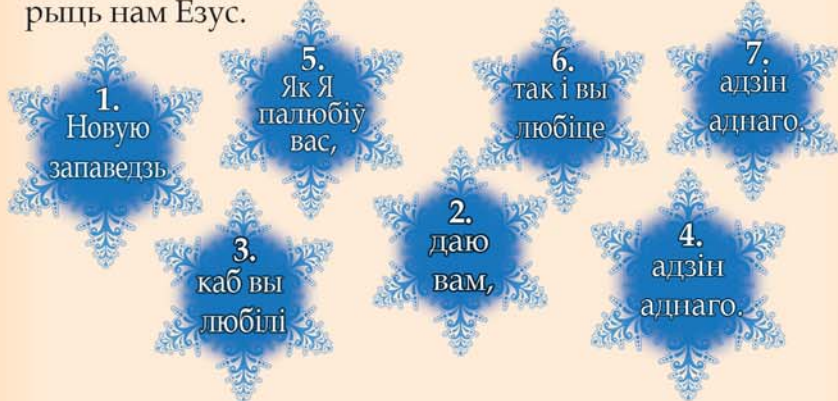 рыць нам Езус.
1.
Новую
запаведзь
5.
Як Я
палюбіў
вас,
6.
так і вы
любіце
7.
адзін
аднаго.
3.
каб вы
любілі
2.
даю
вам,
4.
адзін
аднаго.